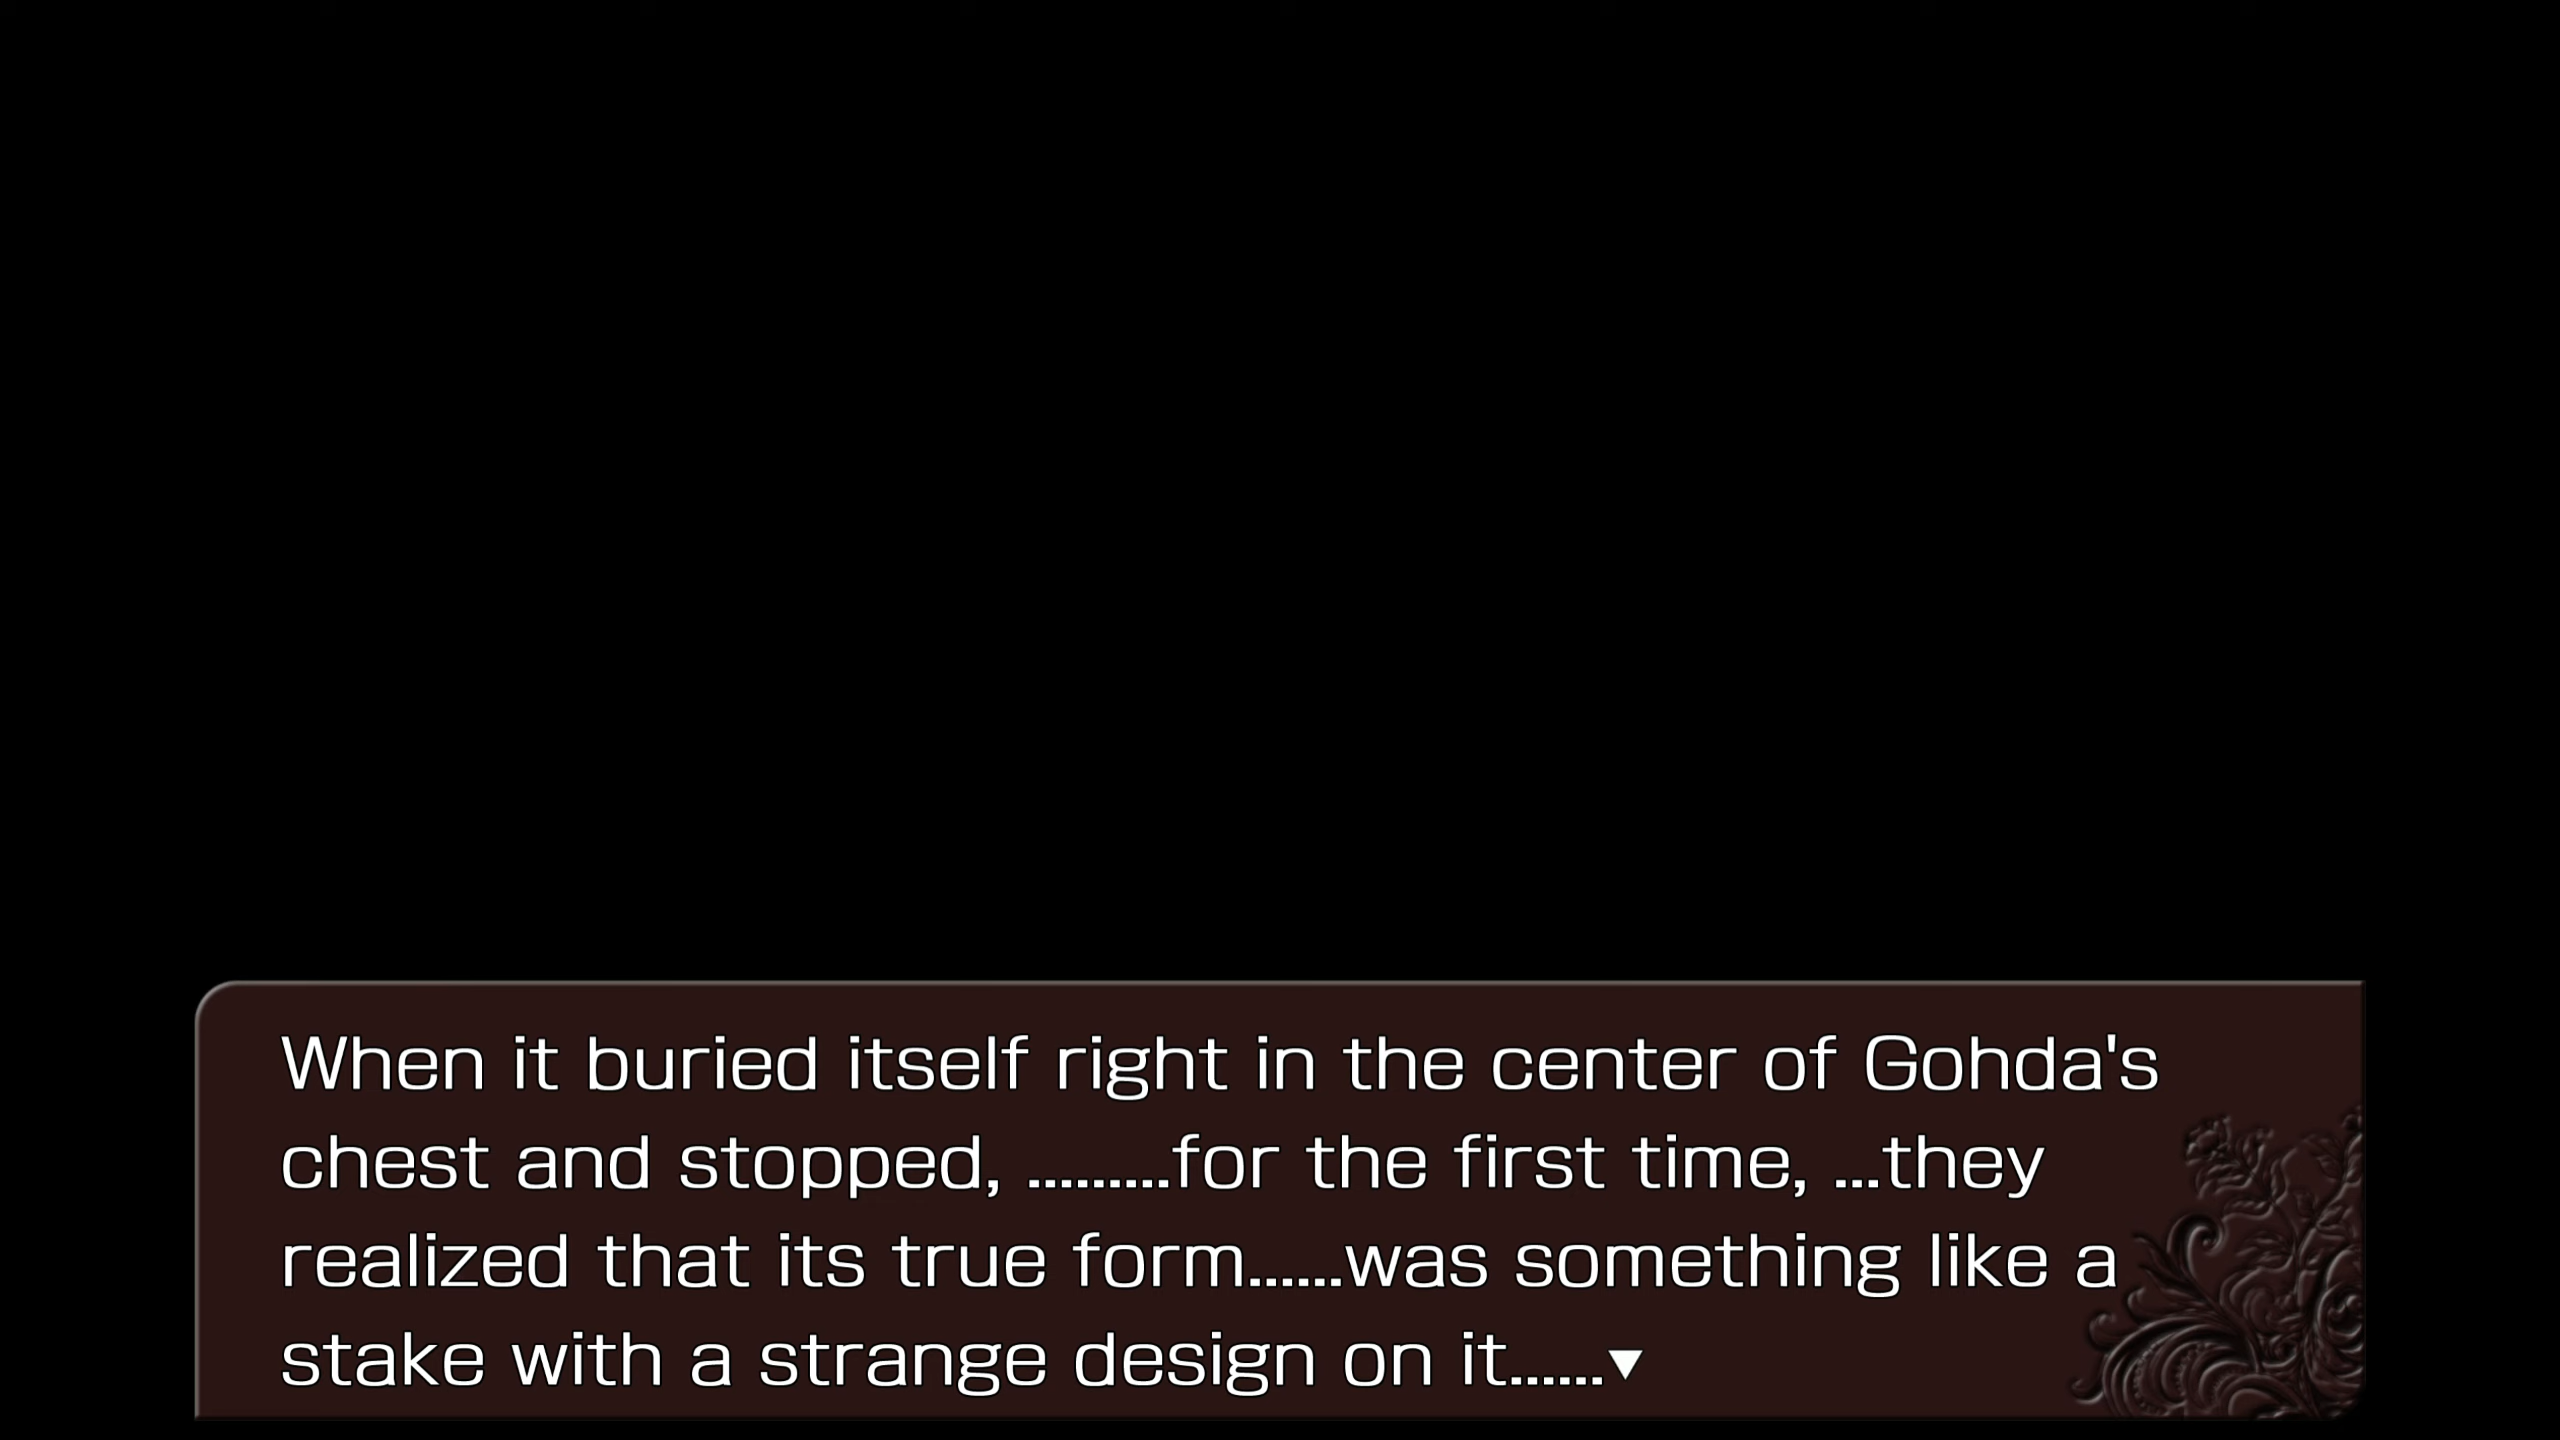 When it buried itself right in the center of Gohda's
chest and stopped, .........for the first time, ...they
realized that its true form......was something like a
stake with a strange design on it......▼